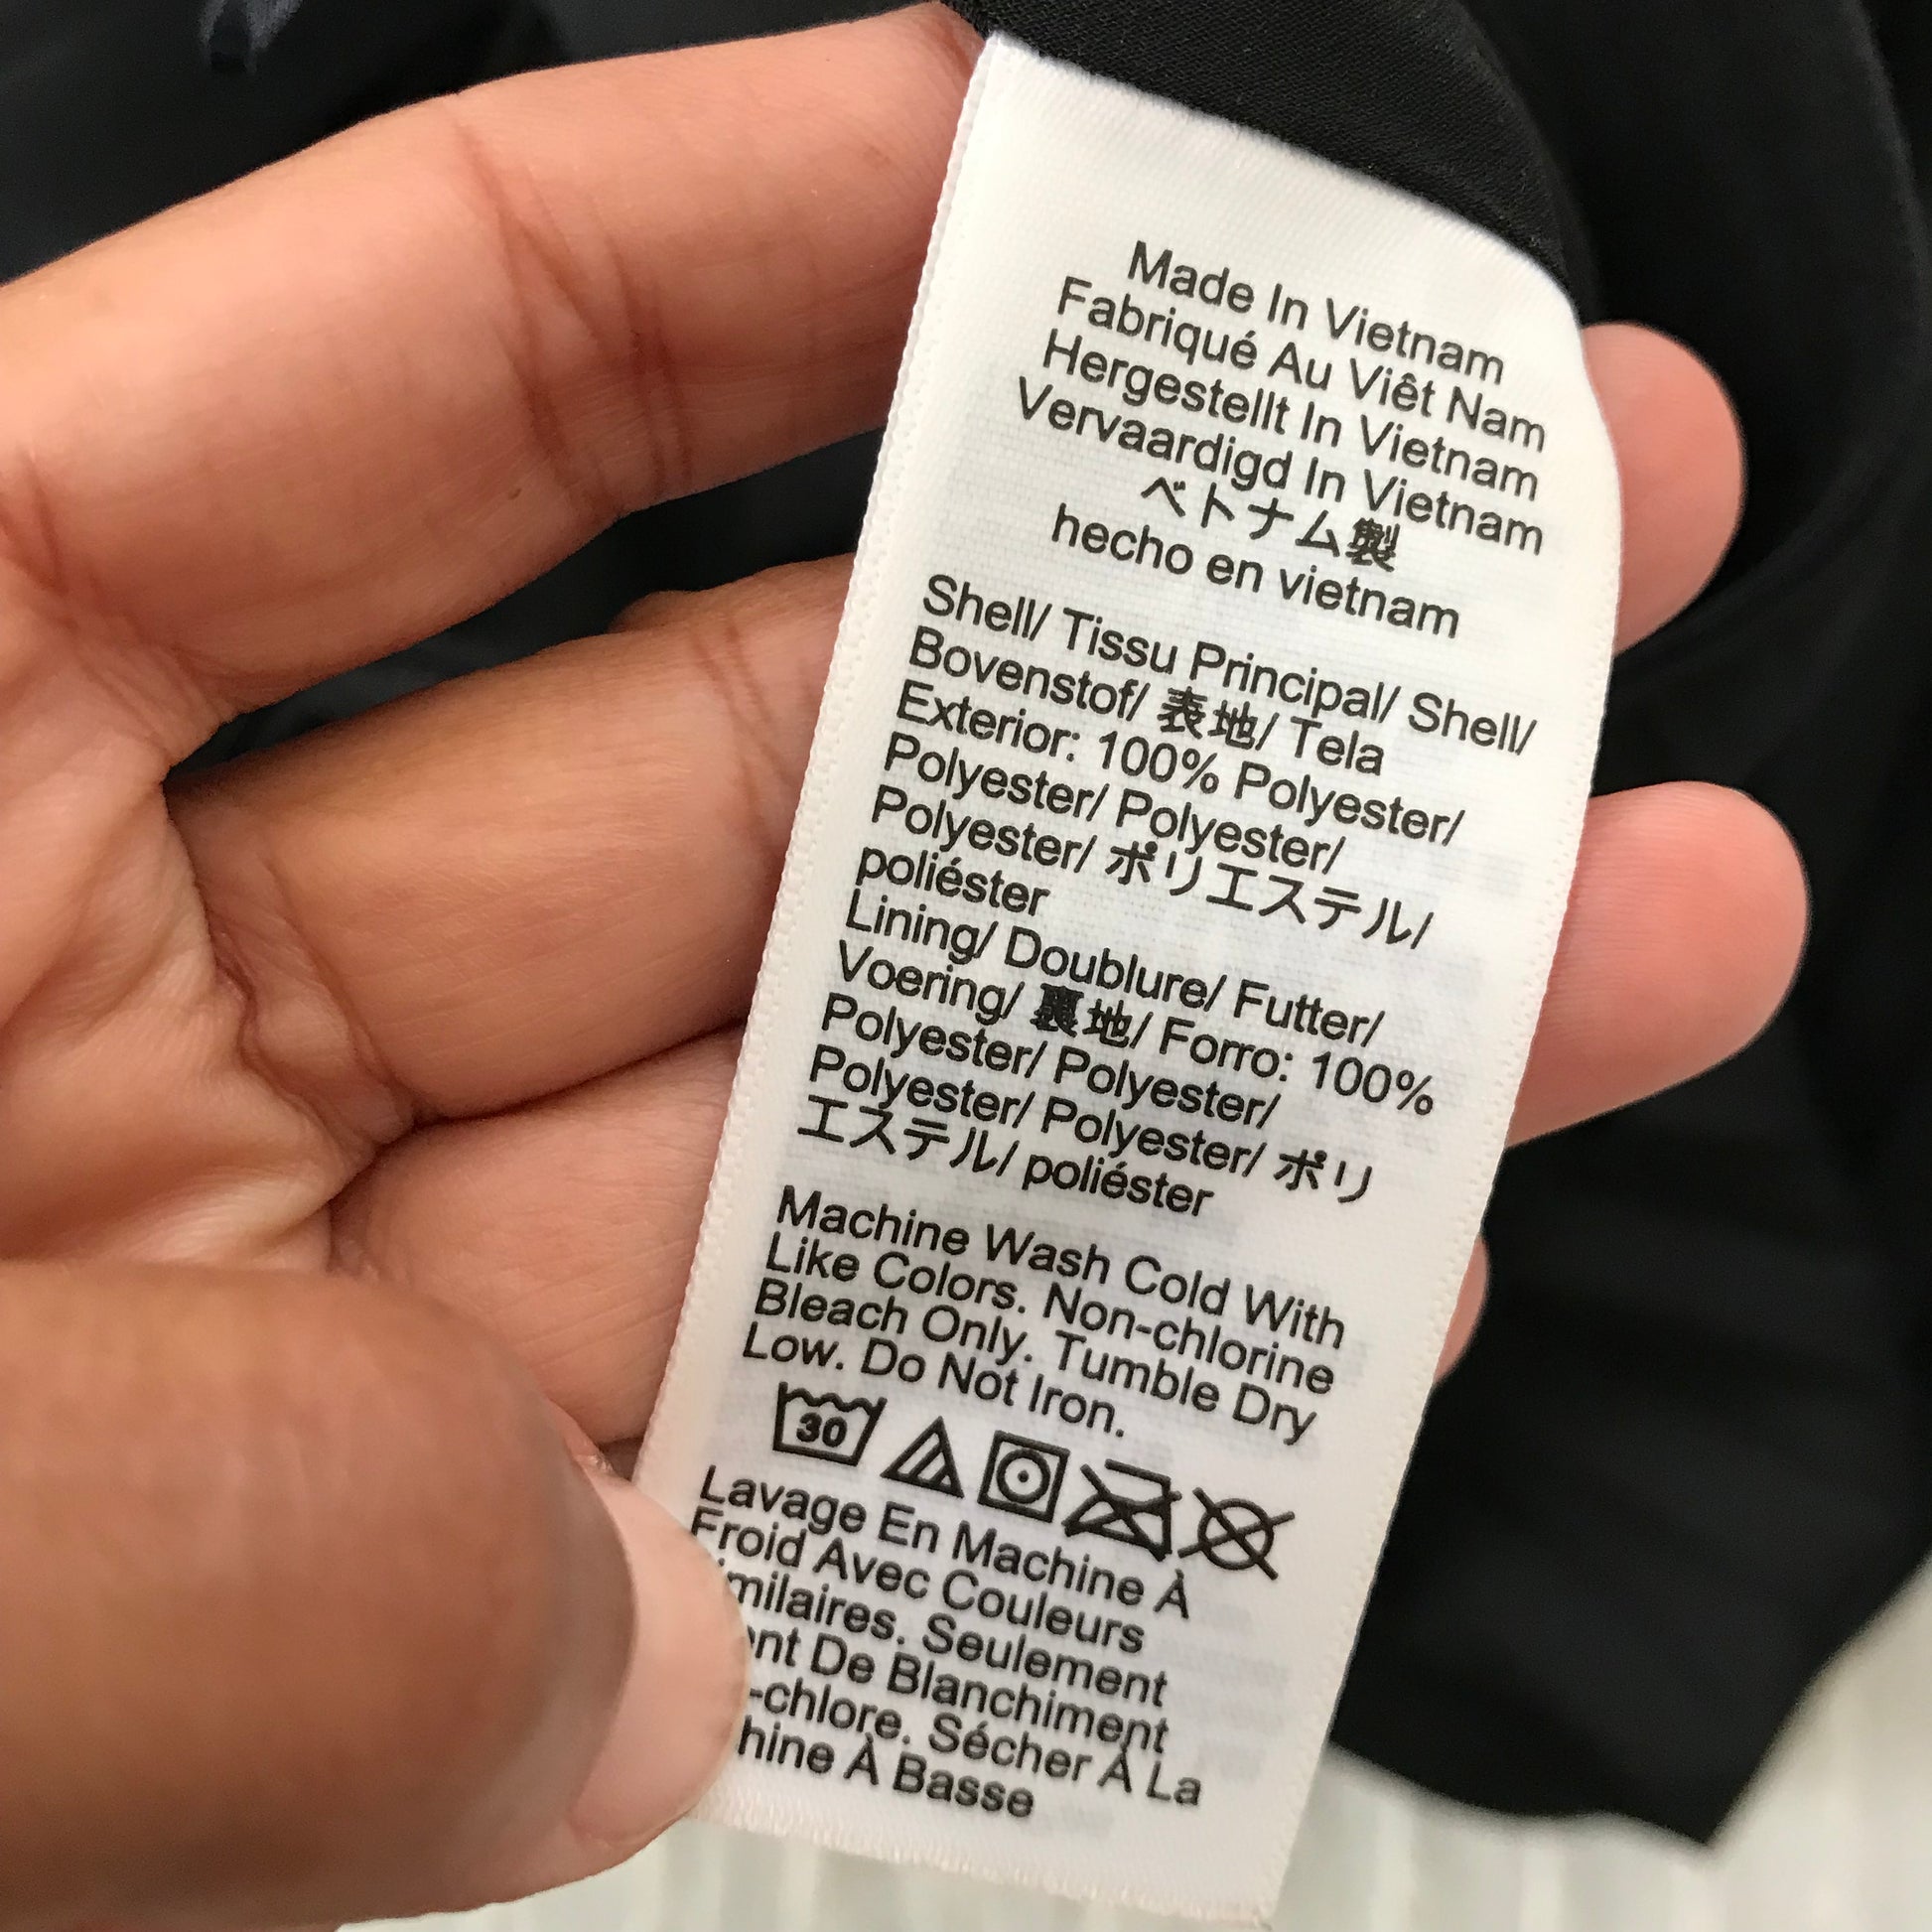 Made In Vietnam
Fabriqué Au Viêt Nam
Hergestellt In Vietnam
Vervaardigd In Vietnam
ベトナム製
hecho en vietnam
Shell/ Tissu Principal/ Shell/
Bovenstof/ 表地/ Tela
Exterior: 100% Polyester/
Polyester/ Polyester/
Polyester/ ポリエステル/
poliéster
Lining/ Doublure/ Futter/
Voering/ 裏地/ Forro: 100%
Polyester/ Polyester/
Polyester/ Polyester/ ポリ
エステル/ poliéster
Machine Wash Cold With
Like Colors. Non-chlorine
Bleach Only. Tumble Dry
Low. Do Not Iron.
30
Lavage En Machine À
Froid Avec Couleurs
milaires. Seulement
nt De Blanchiment
-chlore. Sécher À La
hine À Basse